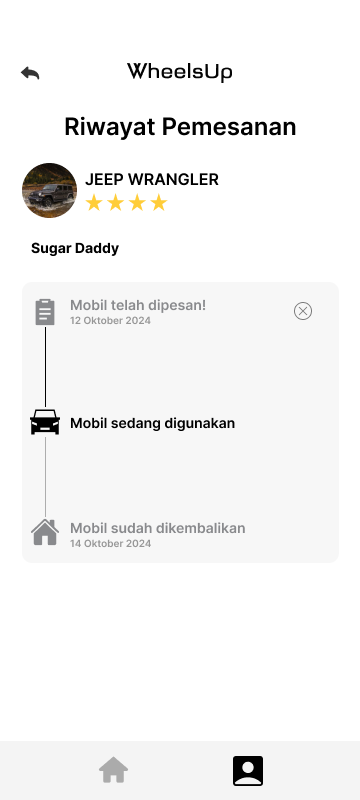 WheelsUp
Riwayat Pemesanan
JEEP WRANGLER
Sugar Daddy
Mobil telah dipesan!
12 Oktober 2024
Mobil sedang digunakan
Mobil sudah dikembalikan
14 Oktober 2024